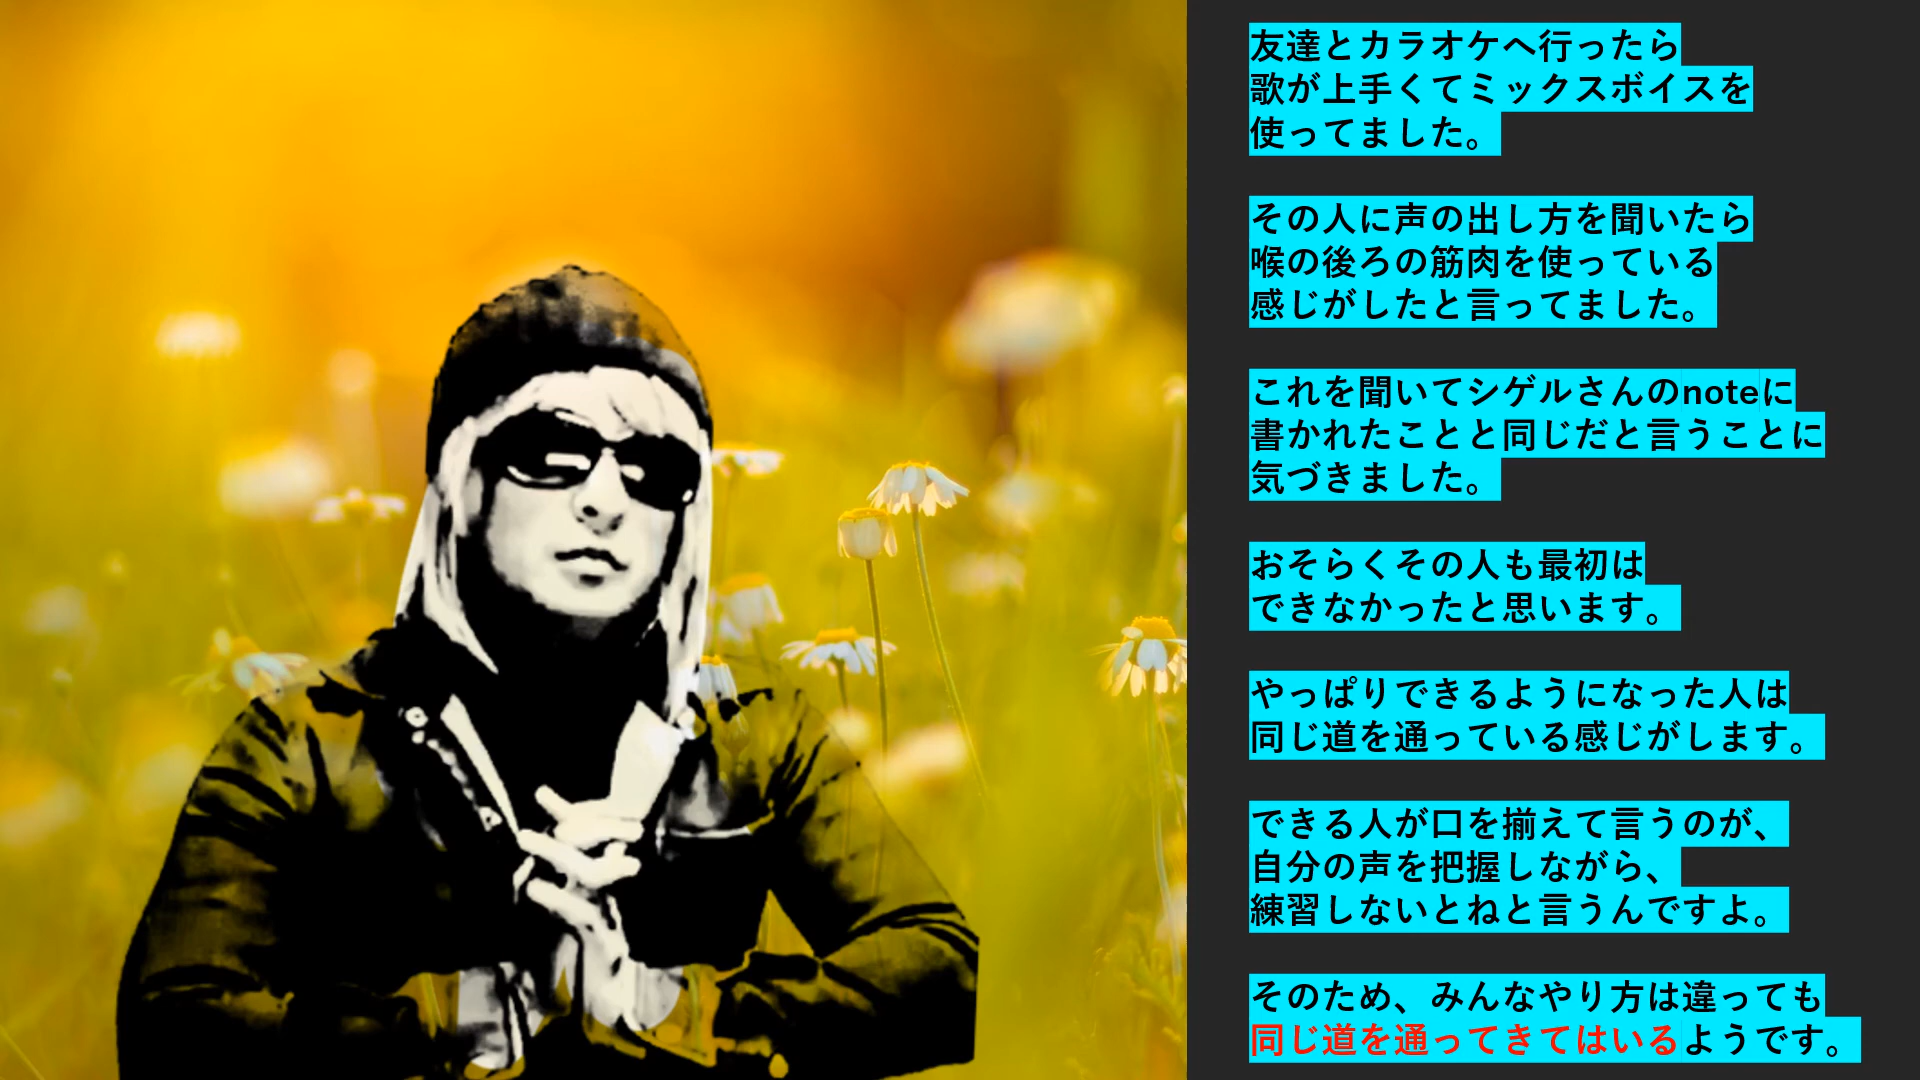 友達とカラオケへ行ったら
歌が上手くてミックスボイスを
使ってました。
その人に声の出し方を聞いたら
喉の後ろの筋肉を使っている
感じがしたと言ってました。
これを聞いてシゲルさんのnoteに
書かれたことと同じだと言うことに
気づきました。
おそらくその人も最初は
できなかったと思います。
やっぱりできるようになった人は
同じ道を通っている感じがします。
できる人が口を揃えて言うのが、
自分の声を把握しながら、
練習しないとねと言うんですよ。
そのため、みんなやり方は違っても
同じ道を通ってきてはいるようです。